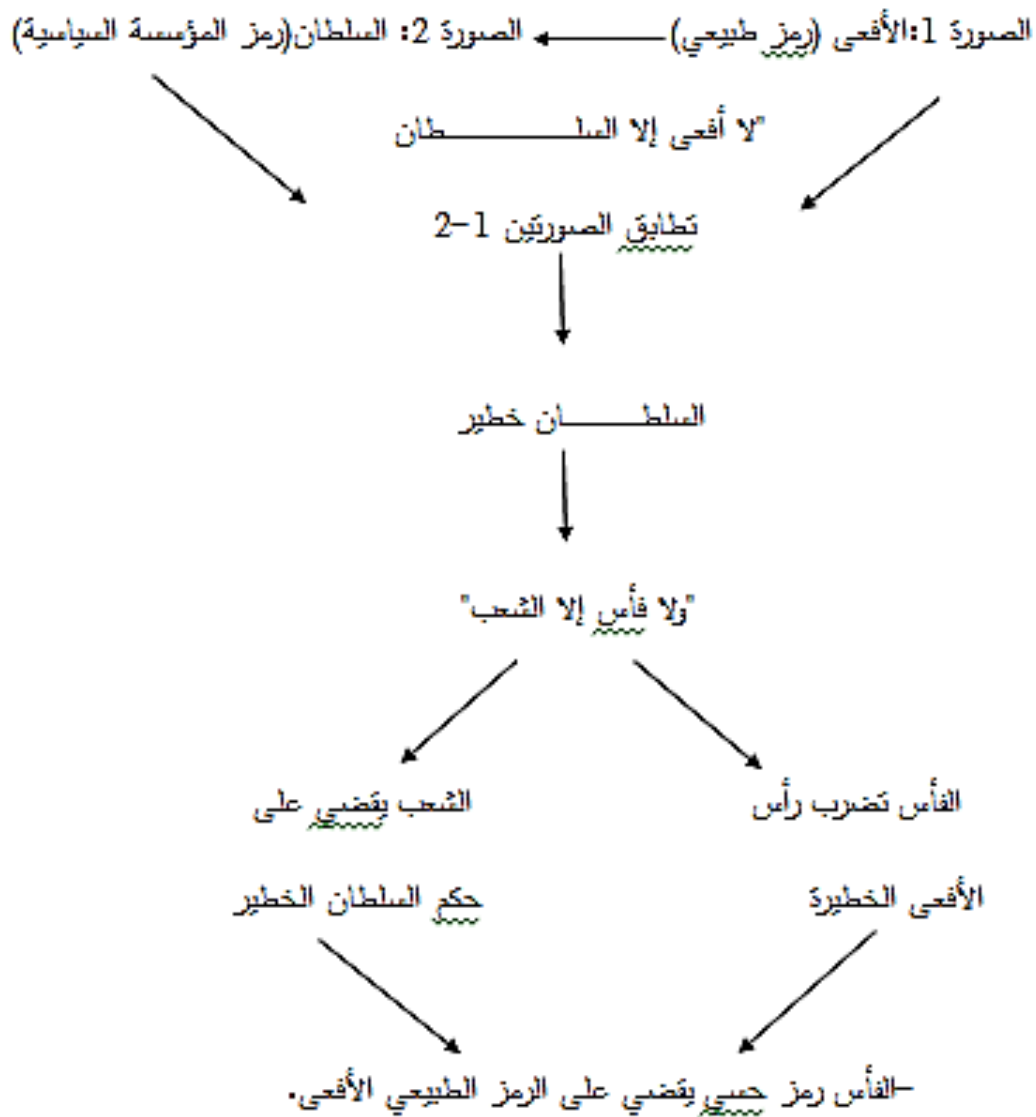 الصورة 1:الأفعى (رمز طبيعي) الصورة 2: السلطان(رمز المؤسسة السياسية)
"لا أفعى إلا السلـــــــــــطان
تطابق الصورتين 1-2
السلطـــــــان خطير
"ولا فأس إلا الشعب"
الفأس تضرب رأس الشعب يقضي على
الأفعى الخطيرة حكم السلطان الخطير
-الفأس رمز حسي يقضي على الرمز الطبيعي الأفعى.